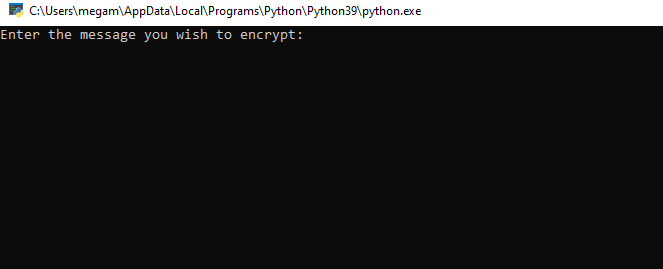 C:\Users\megam\AppData\Local\Programs\Python\Python39\python.exe
Enter the message you wish to encrypt: